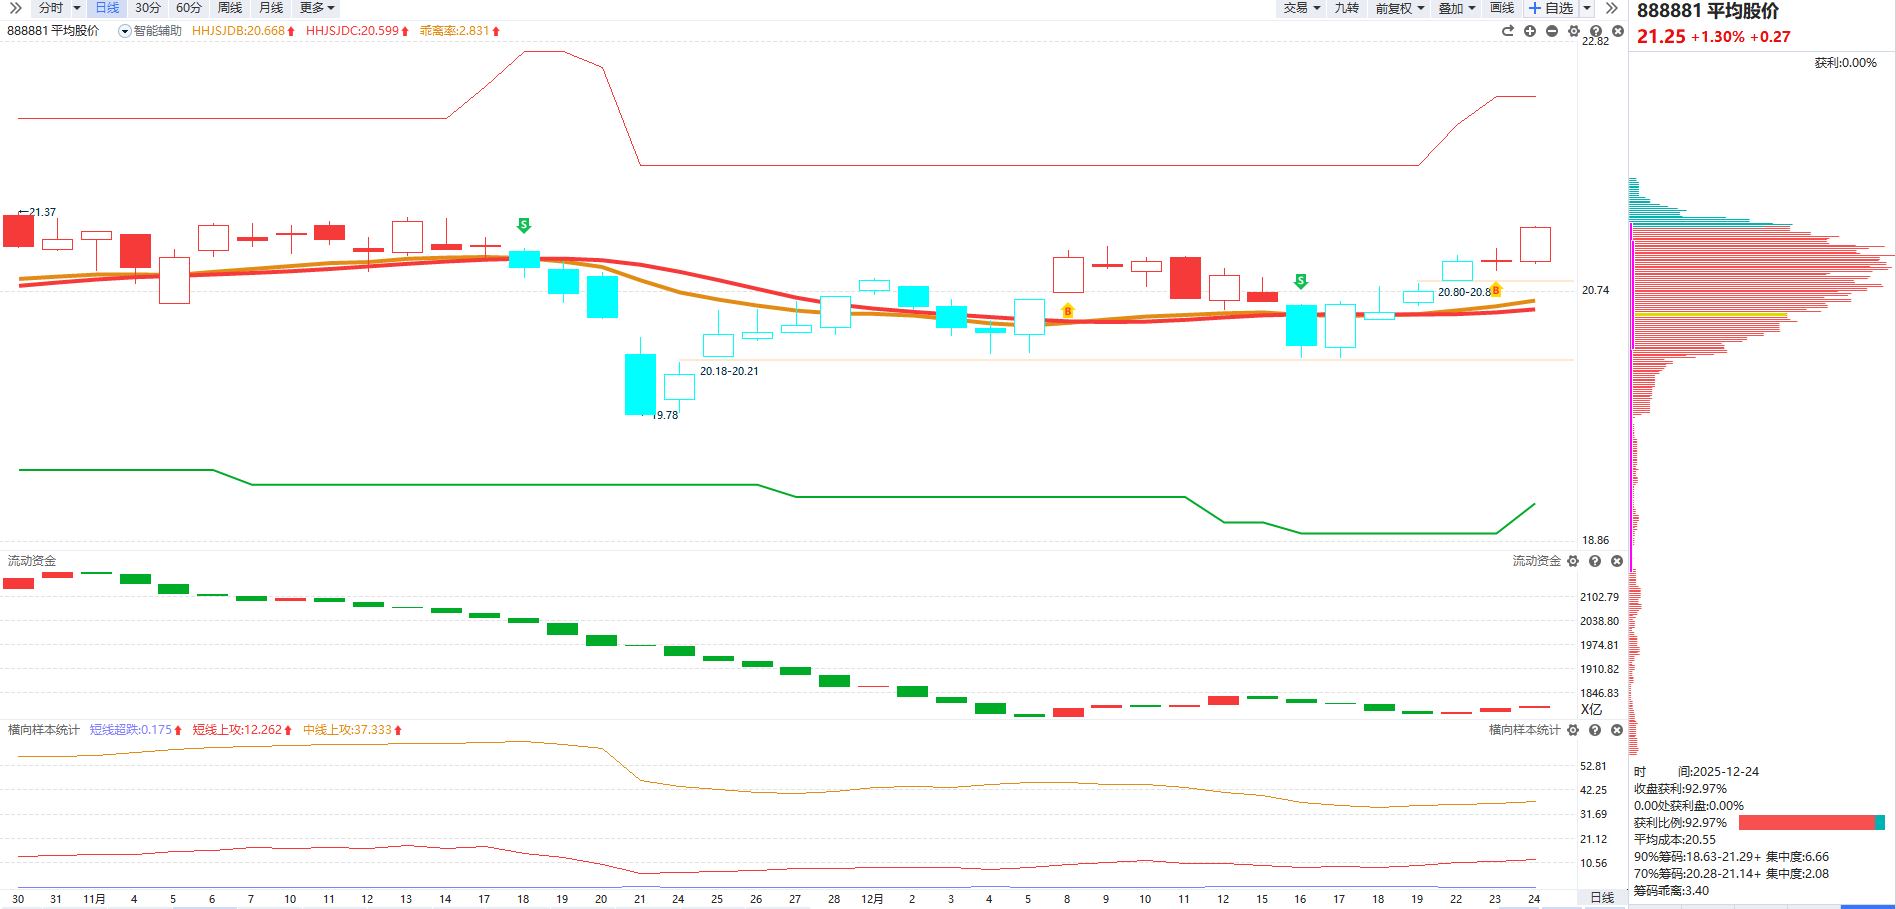 分时 日线 30分 60分 周线 月线 更多 交易 九转 前复权 叠加 画线 +自选
888881 平均股价
21.25 +1.30% +0.27
888881 平均股价 智能辅助 HHJSJDB:20.668 HHJSJDC:20.599 乖离率:2.831
22.82
获利:0.00%
21.37
S
S
20.80-20.8
B
20.74
B
20.18-20.21
19.78
18.86
流动资金 流动资金
2102.79
2038.80
1974.81
1910.82
1846.83
X亿
横向样本统计 短线超跌:0.175 短线上攻:12.262 中线上攻:37.333 横向样本统计
52.81
42.25
31.69
21.12
10.56
时 间:2025-12-24
收盘获利:92.97%
0.00处获利盘:0.00%
获利比例:92.97%
平均成本:20.55
90%筹码:18.63-21.29+ 集中度:6.66
70%筹码:20.28-21.14+ 集中度:2.08
筹码乖离:3.40
30 31 11月 4 5 6 7 10 11 12 13 14 17 18 19 20 21 24 25 26 27 28 12月 2 3 4 5 8 9 10 11 12 15 16 17 18 19 22 23 24 日线